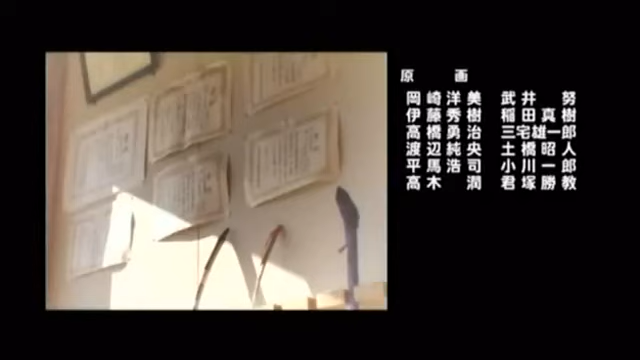 原画
岡崎洋美 武井努
伊藤秀樹 稲田真樹
高橋勇治 三宅雄一郎
渡辺純央 土橋昭人
平馬浩司 小川一郎
高木潤 君塚勝教